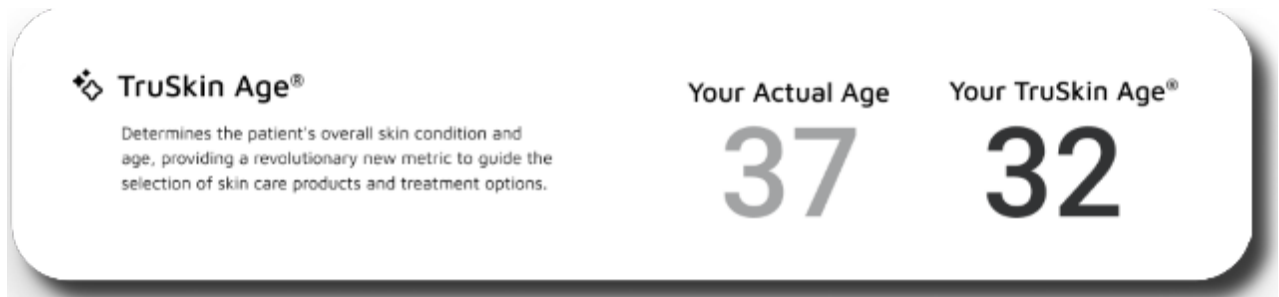 TruSkin Age®
Determines the patient's overall skin condition and
age, providing a revolutionary new metric to guide the
selection of skin care products and treatment options.
Your Actual Age
37
Your TruSkin Age®
32